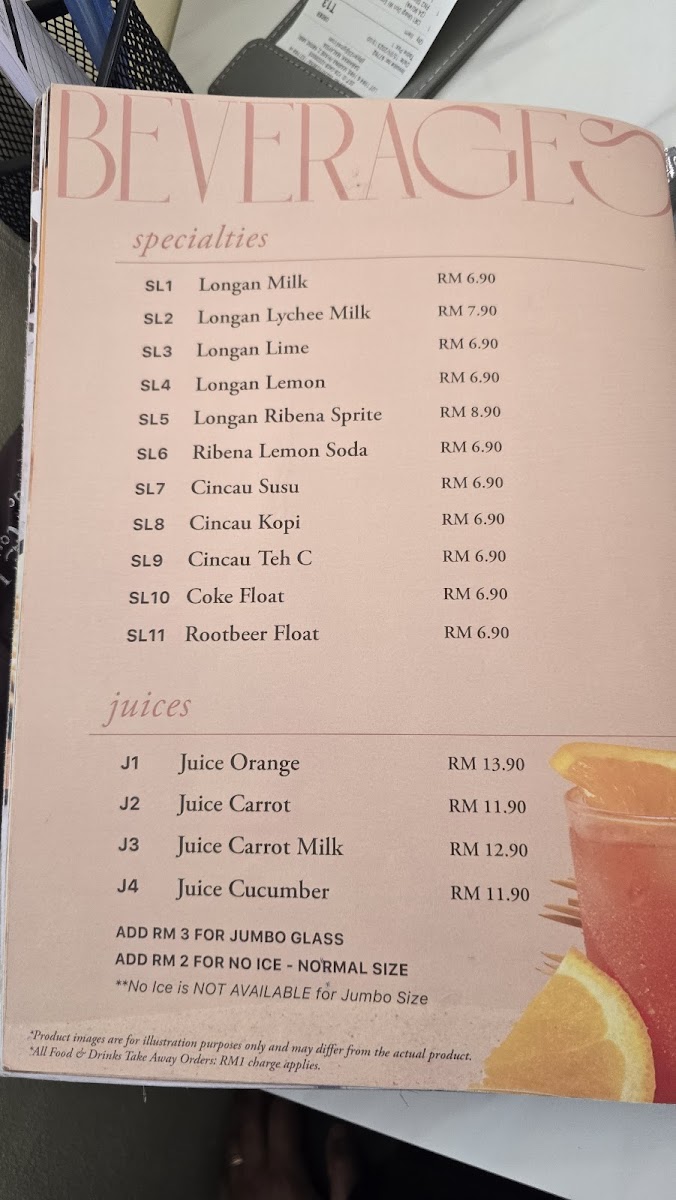 BEVERAGES
specialties
SL1 Longan Milk RM 6.90
SL2 Longan Lychee Milk RM 7.90
SL3 Longan Lime RM 6.90
SL4 Longan Lemon RM 6.90
SL5 Longan Ribena Sprite RM 8.90
SL6 Ribena Lemon Soda RM 6.90
SL7 Cincau Susu RM 6.90
SL8 Cincau Kopi RM 6.90
SL9 Cincau Teh C RM 6.90
SL10 Coke Float RM 6.90
SL11 Rootbeer Float RM 6.90
juices
J1 Juice Orange RM 13.90
J2 Juice Carrot RM 11.90
J3 Juice Carrot Milk RM 12.90
J4 Juice Cucumber RM 11.90
ADD RM 3 FOR JUMBO GLASS
ADD RM 2 FOR NO ICE - NORMAL SIZE
**No Ice is NOT AVAILABLE for Jumbo Size
*Product images are for illustration purposes only and may differ from the actual product.
*All Food & Drinks Take Away Orders: RM1 charge applies.